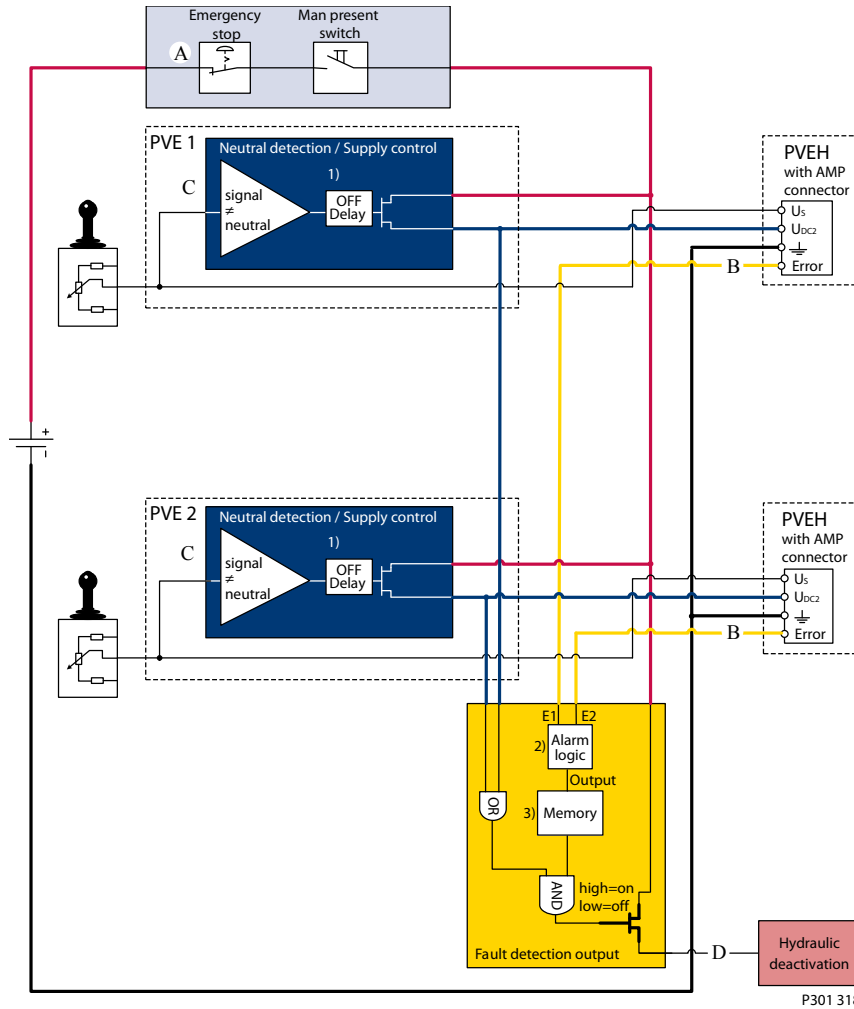 Emergency
stop
Man present
switch
A
PVE 1
Neutral detection / Supply control
C
1)
signal
≠
neutral
OFF
Delay
PVEH
with AMP
connector
Us
UDC2
Error
B
+
-
PVE 2
Neutral detection / Supply control
C
1)
signal
≠
neutral
OFF
Delay
PVEH
with AMP
connector
Us
UDC2
Error
B
E1 E2
2) Alarm
logic
Output
OR
3) Memory
AND
high=on
low=off
Fault detection output
D
Hydraulic
deactivation
P301 318